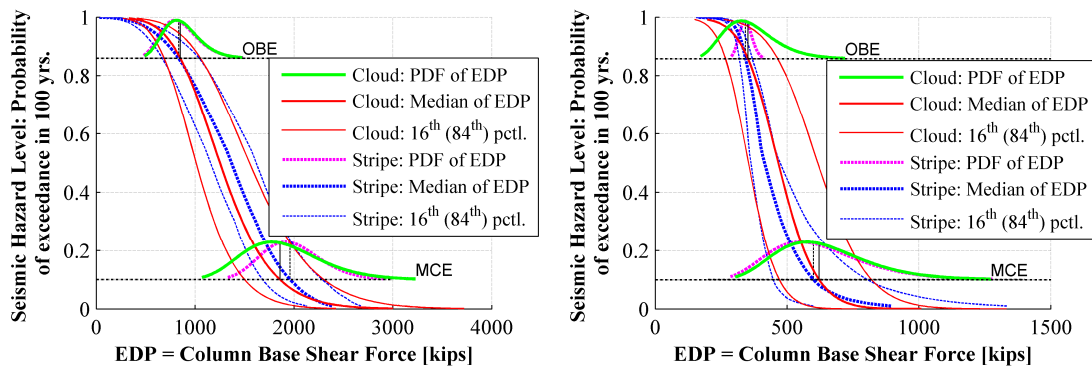 Seismic Hazard Level: Probability
of exceedance in 100 yrs.
1
0.8
0.6
0.4
0.2
0
0
1000
2000
3000
4000
EDP = Column Base Shear Force [kips]
OBE
MCE
Cloud: PDF of EDP
Cloud: Median of EDP
Cloud: 16th (84th) pctl.
Stripe: PDF of EDP
Stripe: Median of EDP
Stripe: 16th (84th) pctl.
Seismic Hazard Level: Probability
of exceedance in 100 yrs.
1
0.8
0.6
0.4
0.2
0
0
500
1000
1500
EDP = Column Base Shear Force [kips]
OBE
MCE
Cloud: PDF of EDP
Cloud: Median of EDP
Cloud: 16th (84th) pctl.
Stripe: PDF of EDP
Stripe: Median of EDP
Stripe: 16th (84th) pctl.